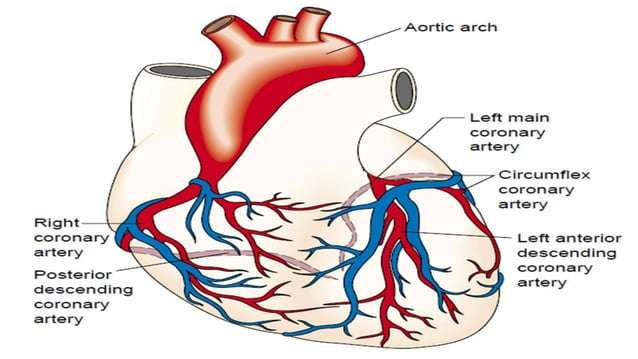 Aortic arch
Left main
coronary
artery
Circumflex
coronary
artery
Right
coronary
artery
Left anterior
descending
coronary
artery
Posterior
descending
coronary
artery